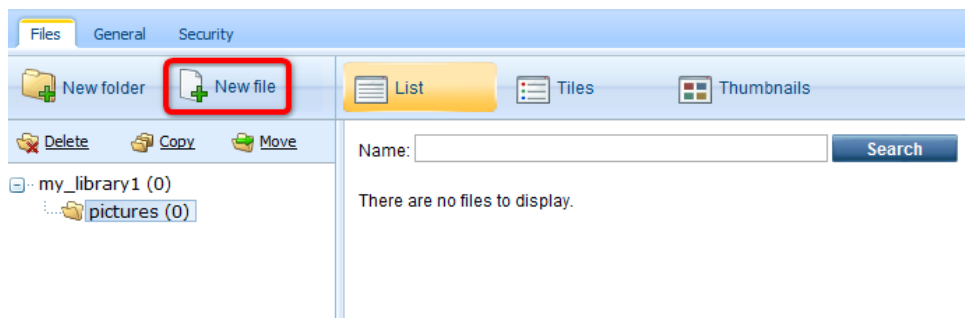 Files General Security
New folder New file List Tiles Thumbnails
Delete Copy Move
Name: Search
my_library1 (0)
pictures (0)
There are no files to display.